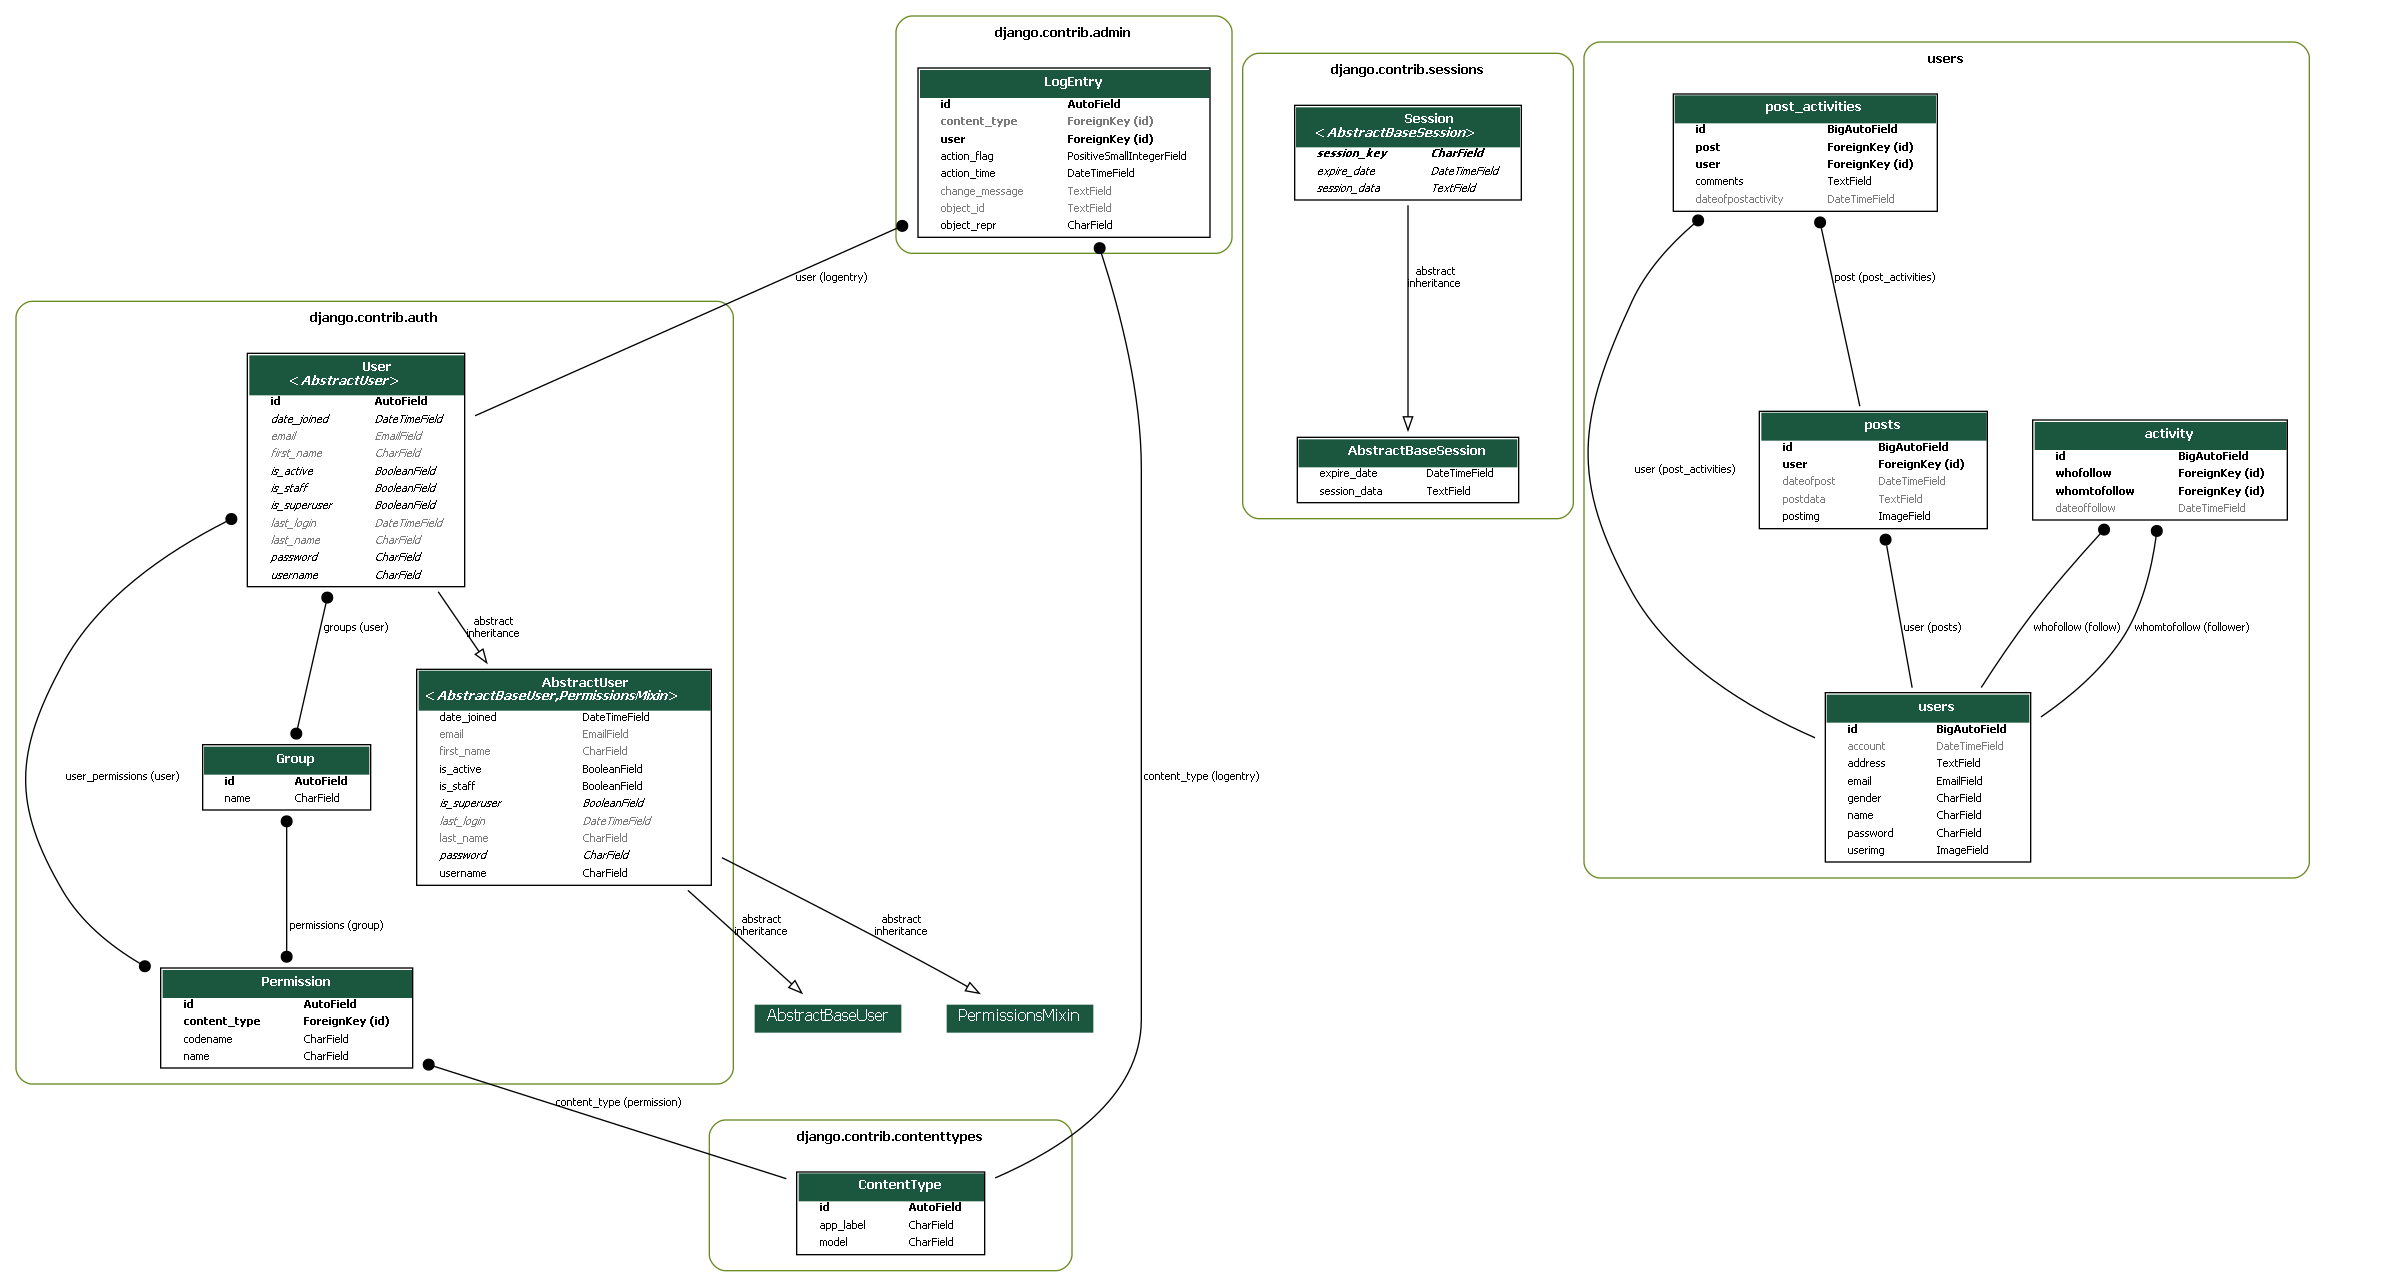 django.contrib.admin
LogEntry
id AutoField
content_type ForeignKey (id)
user ForeignKey (id)
action_flag PositiveSmallIntegerField
action_time DateTimeField
change_message TextField
object_id TextField
object_repr CharField
django.contrib.sessions
Session
<AbstractBaseSession>
session_key CharField
expire_date DateTimeField
session_data TextField
abstract
inheritance
AbstractBaseSession
expire_date DateTimeField
session_data TextField
users
post_activities
id BigAutoField
post ForeignKey (id)
user ForeignKey (id)
comments TextField
dateofpostactivity DateTimeField
post (post_activities)
user (post_activities)
posts
id BigAutoField
user ForeignKey (id)
dateofpost DateTimeField
postdata TextField
postimg ImageField
activity
id BigAutoField
whofollow ForeignKey (id)
whomtofollow ForeignKey (id)
dateoffollow DateTimeField
user (posts)
whofollow (follow)
whomtofollow (follower)
users
id BigAutoField
account DateTimeField
address TextField
email EmailField
gender CharField
name CharField
password CharField
userimg ImageField
user (logentry)
content_type (logentry)
django.contrib.auth
User
<AbstractUser>
id AutoField
date_joined DateTimeField
email EmailField
first_name CharField
is_active BooleanField
is_staff BooleanField
is_superuser BooleanField
last_login DateTimeField
last_name CharField
password CharField
username CharField
groups (user)
abstract
inheritance
user_permissions (user)
AbstractUser
<AbstractBaseUser,PermissionsMixin>
date_joined DateTimeField
email EmailField
first_name CharField
is_active BooleanField
is_staff BooleanField
is_superuser BooleanField
last_login DateTimeField
last_name CharField
password CharField
username CharField
Group
id AutoField
name CharField
permissions (group)
abstract
inheritance
abstract
inheritance
AbstractBaseUser
PermissionsMixin
Permission
id AutoField
content_type ForeignKey (id)
codename CharField
name CharField
content_type (permission)
django.contrib.contenttypes
ContentType
id AutoField
app_label CharField
model CharField